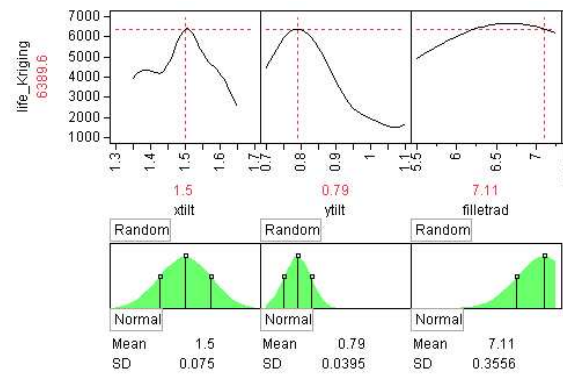 7000
6000
5000
4000
3000
2000
1000
life_Kriging
6389.6
1.3 1.4 1.5 1.6 1.7
0.7 0.8 0.9 1 1.1
5.5 6 6.5 7
1.5 0.79 7.11
xtilt ytilt filletrad
Random Random Random
Normal Normal Normal
Mean 1.5 Mean 0.79 Mean 7.11
SD 0.075 SD 0.0395 SD 0.3556